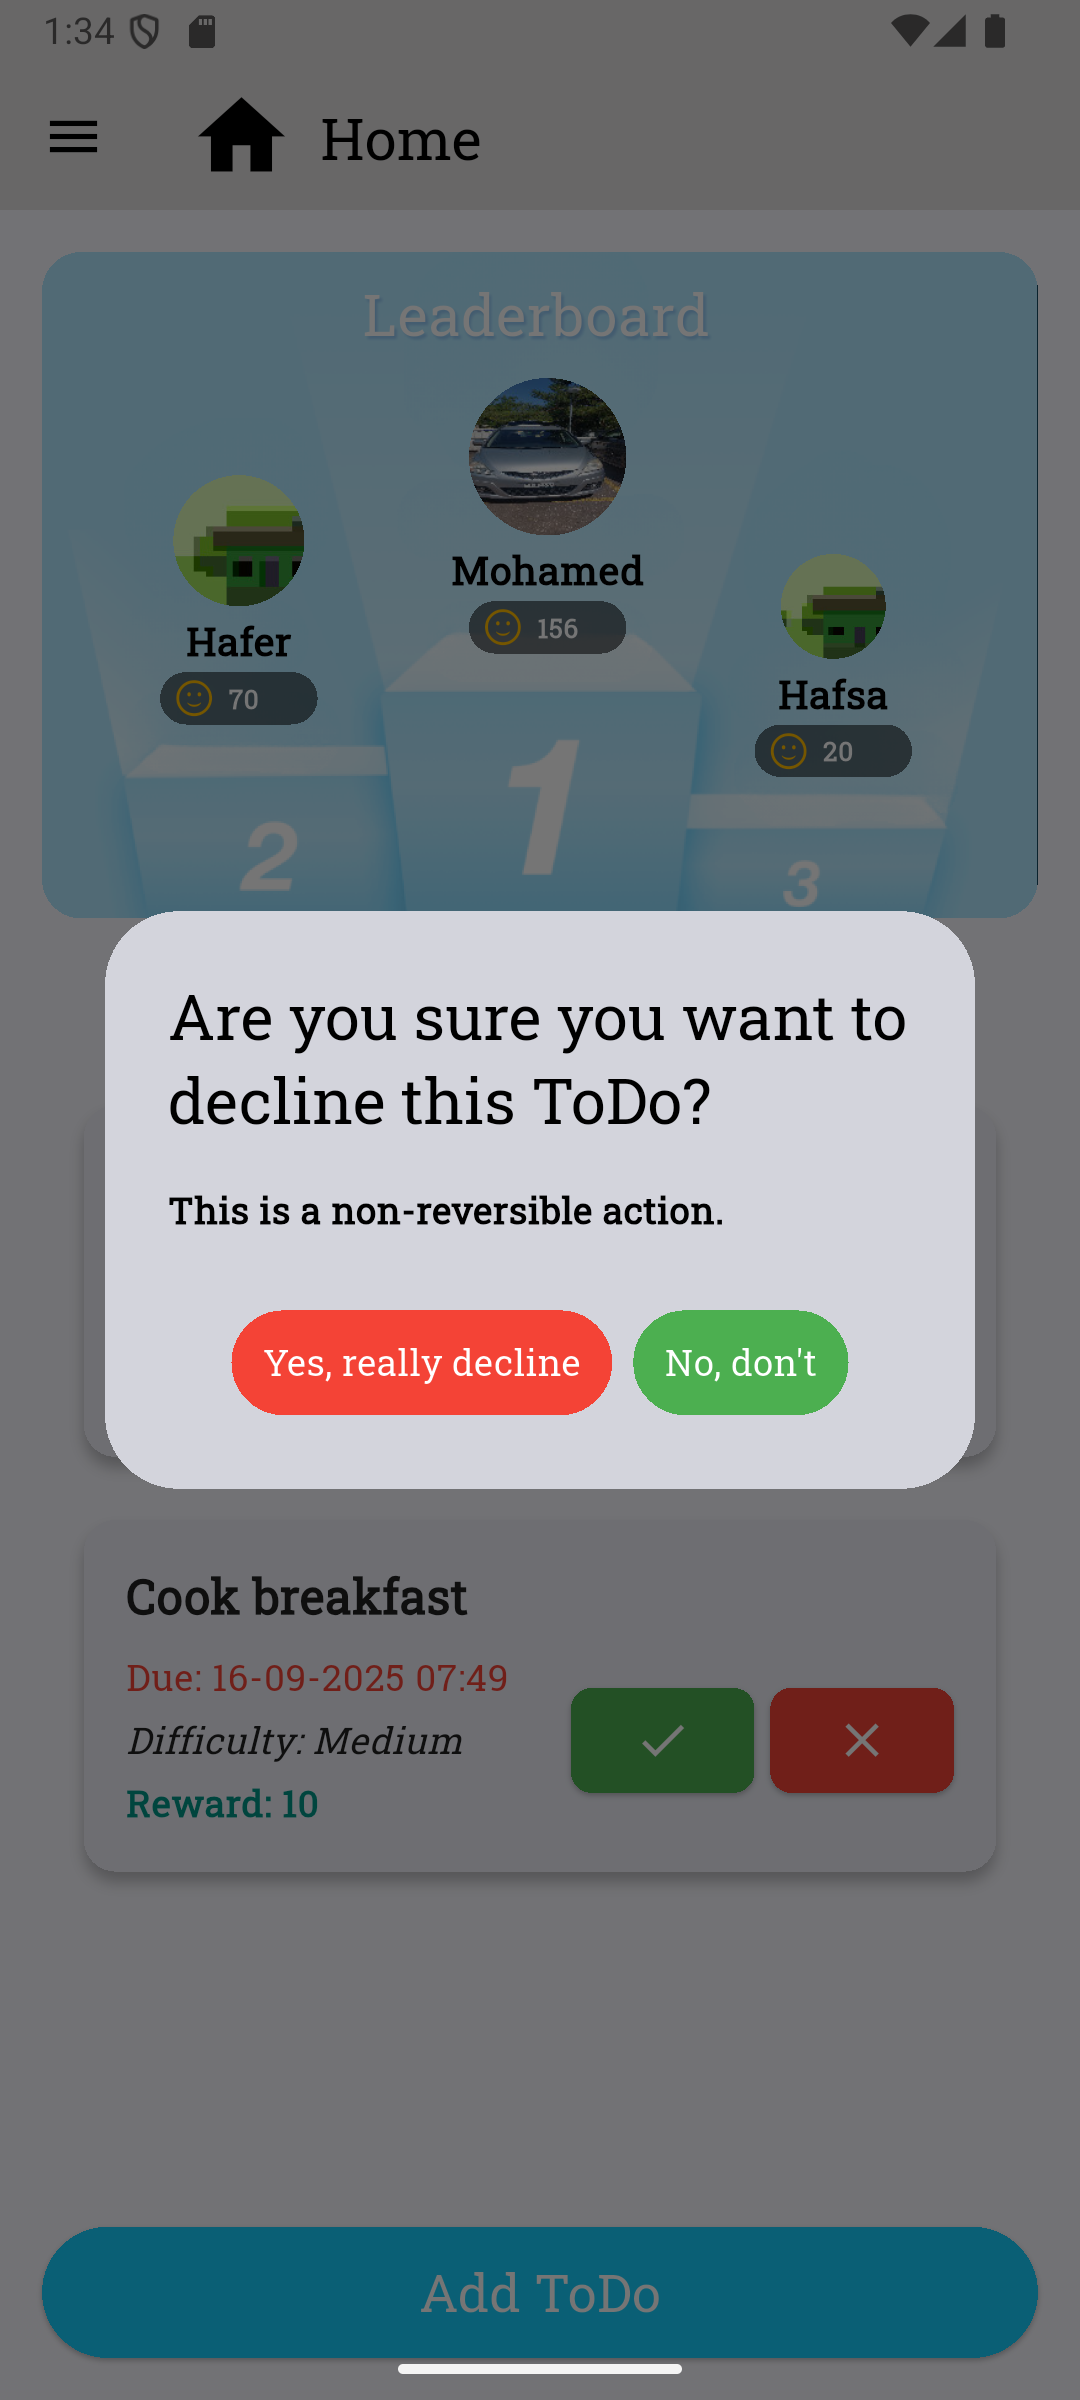 1:34
Home
Leaderboard
Mohamed
156
Hafer
70
Hafsa
20
1
2
3
Are you sure you want to
decline this ToDo?
This is a non-reversible action.
Yes, really decline
No, don't
Cook breakfast
Due: 16-09-2025 07:49
Difficulty: Medium
Reward: 10
Add ToDo